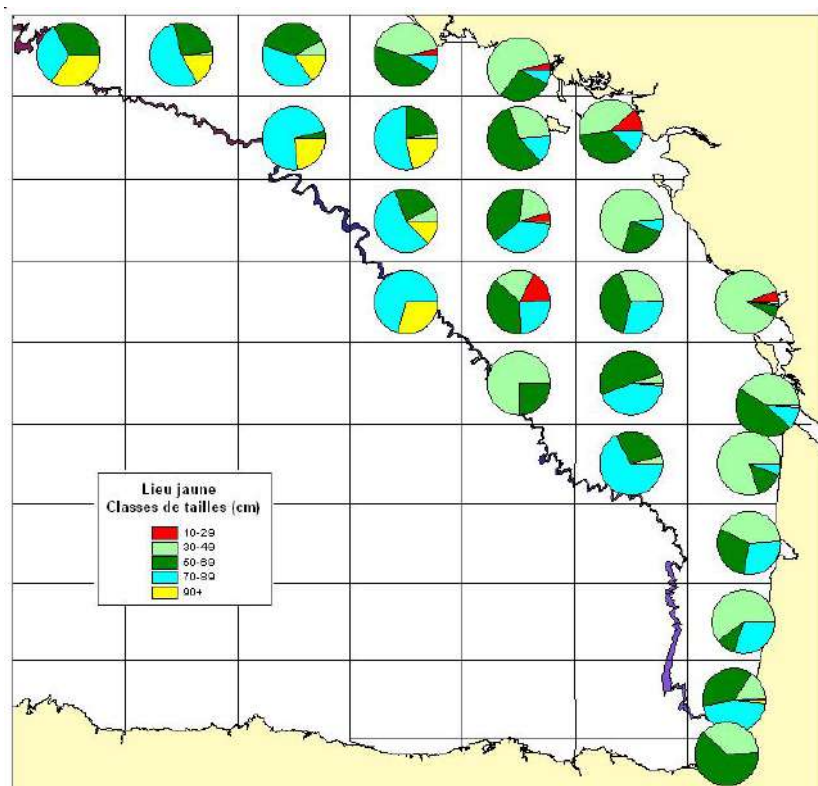 Lieu jaune
Classes de tailles (cm)
10-29
30-49
50-69
70-89
90+